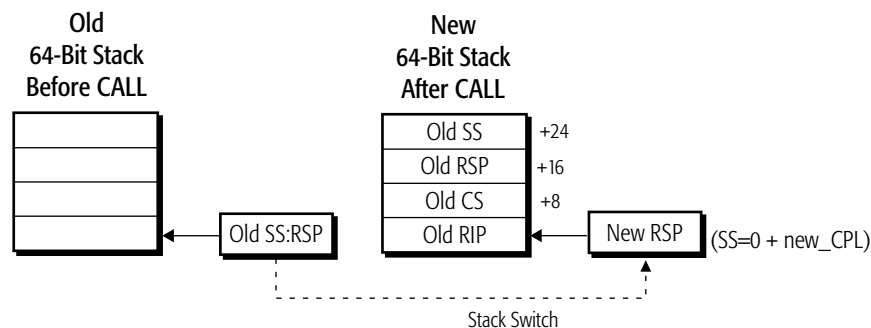 Old
64-Bit Stack
Before CALL
New
64-Bit Stack
After CALL
Old SS
+24
Old RSP
+16
Old CS
+8
Old SS:RSP
Old RIP
New RSP
(SS=0 + new_CPL)
Stack Switch